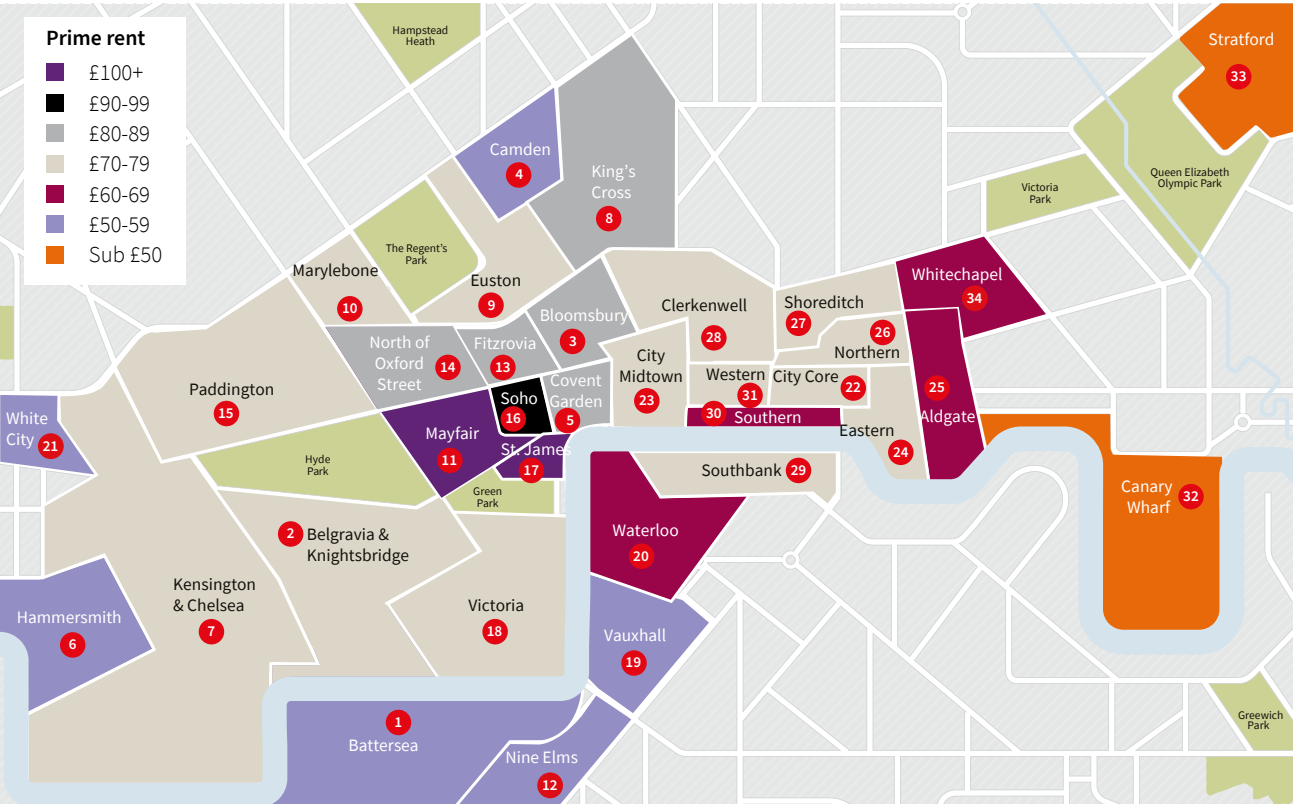 Prime rent
£100+
£90-99
£80-89
£70-79
£60-69
£50-59
Sub £50
Hampstead
Heath
Stratford
33
Camden
4
King's
Cross
8
Queen Elizabeth
Olympic Park
Victoria
Park
The Regent's
Park
Marylebone
10
Euston
9
Whitechapel
34
Bloomsbury
3
Clerkenwell
28
Shoreditch
27
26
Northern
North of
Oxford
Street
14
Fitzrovia
13
City
Midtown
23
Western
31
City Core
22
25
Aldgate
Paddington
15
Soho
16
Covent
Garden
5
30
Southern
White
City
21
Mayfair
11
St. James
17
Eastern
24
Hyde
Park
Green
Park
Southbank
29
Canary
Wharf
32
2
Belgravia &
Knightsbridge
Waterloo
20
Kensington
& Chelsea
7
Victoria
18
Hammersmith
6
Vauxhall
19
1
Battersea
Nine Elms
12
Greewich
Park